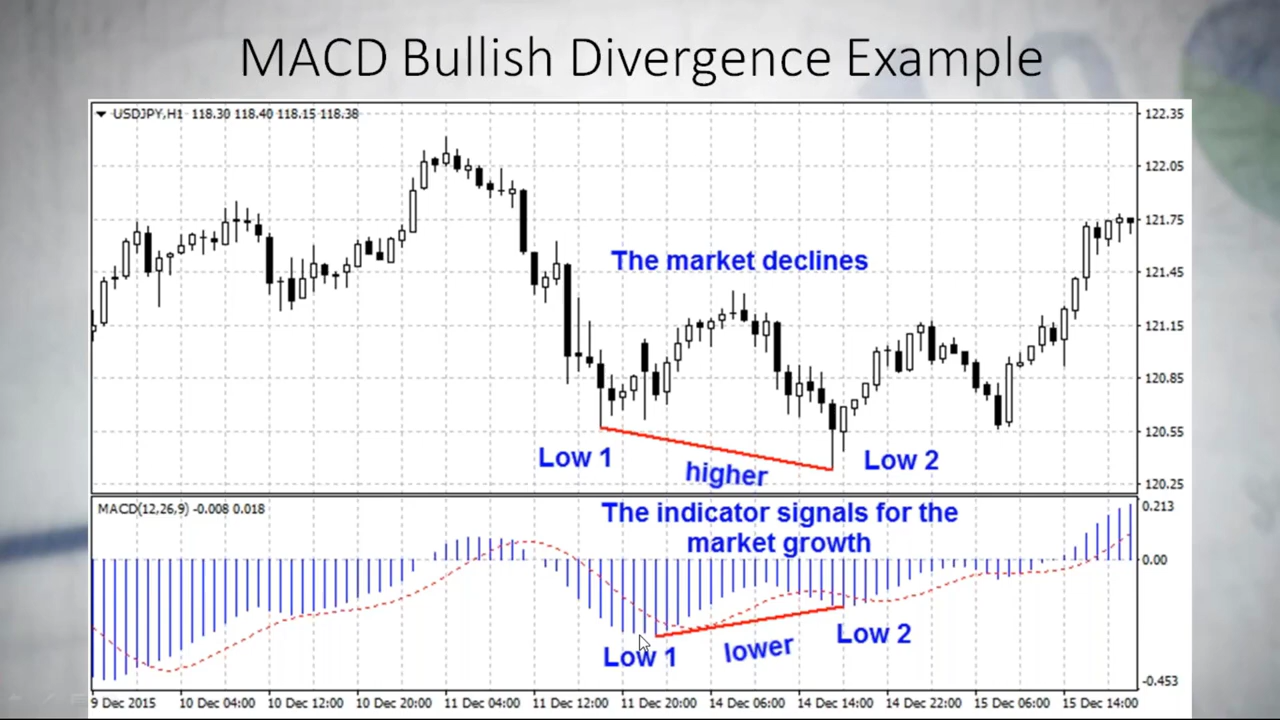 MACD Bullish Divergence Example
USDJPY,H1 118.30 118.40 118.15 118.38
122.35
122.05
121.75
The market declines
121.45
121.15
120.85
120.55
Low 1
higher
Low 2
120.25
MACD(12,26,9) -0.008 0.018
The indicator signals for the
market growth
0.213
0.00
Low 1
lower
Low 2
-0.453
9 Dec 2015 10 Dec 04:00 10 Dec 12:00 10 Dec 20:00 11 Dec 04:00 11 Dec 12:00 11 Dec 20:00 14 Dec 06:00 14 Dec 14:00 14 Dec 22:00 15 Dec 06:00 15 Dec 14:00